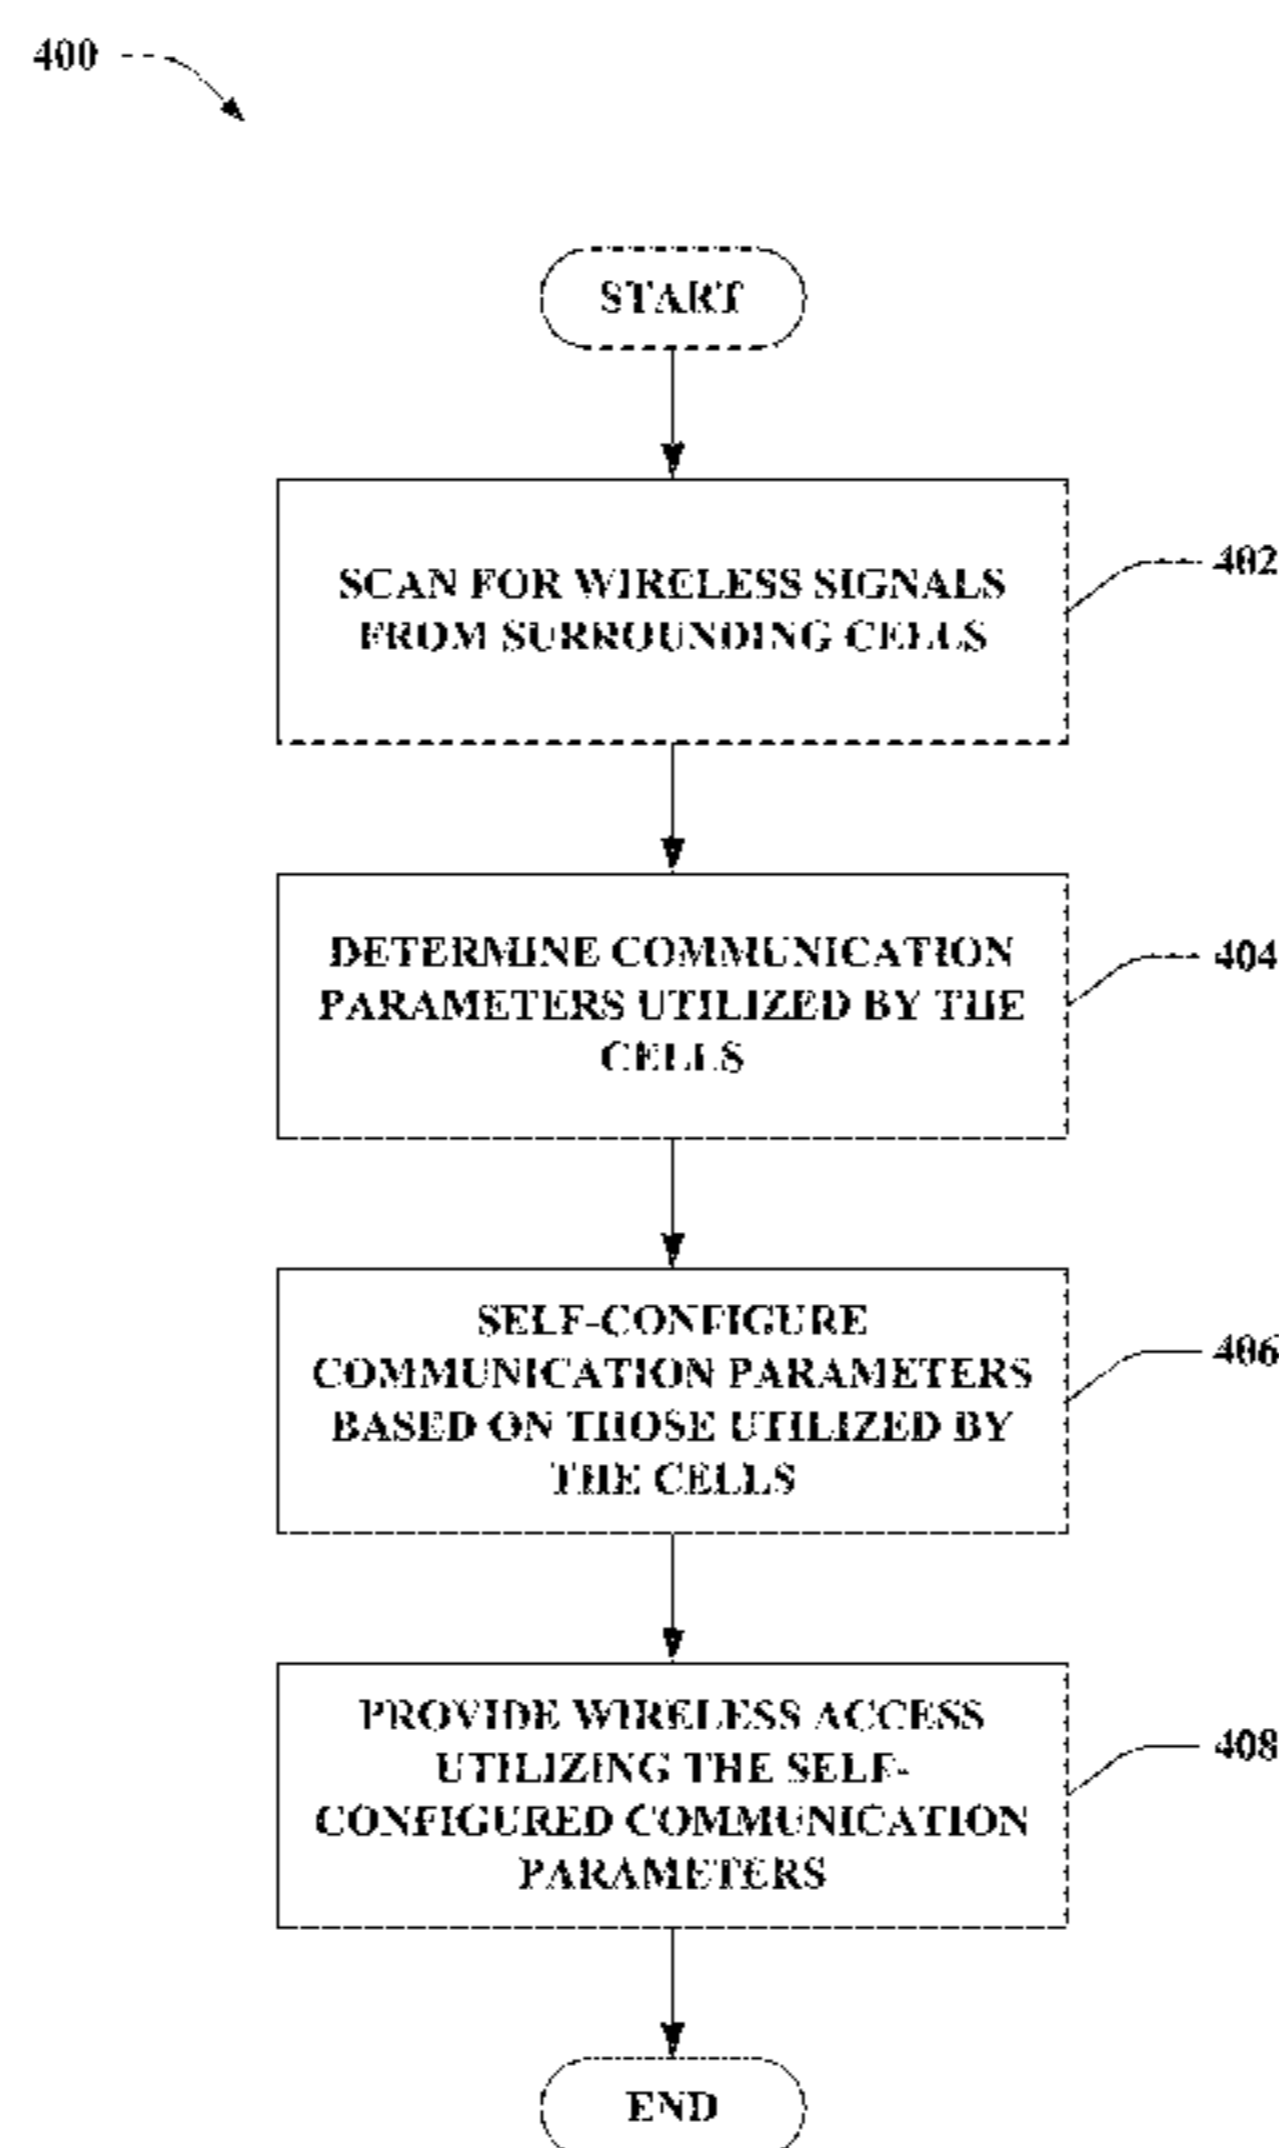 400
START
SCAN FOR WIRELESS SIGNALS
FROM SURROUNDING CELLS
402
DETERMINE COMMUNICATION
PARAMETERS UTILIZED BY THE
CELLS
404
SELF-CONFIGURE
COMMUNICATION PARAMETERS
BASED ON THOSE UTILIZED BY
THE CELLS
406
PROVIDE WIRELESS ACCESS
UTILIZING THE SELF-
CONFIGURED COMMUNICATION
PARAMETERS
408
END